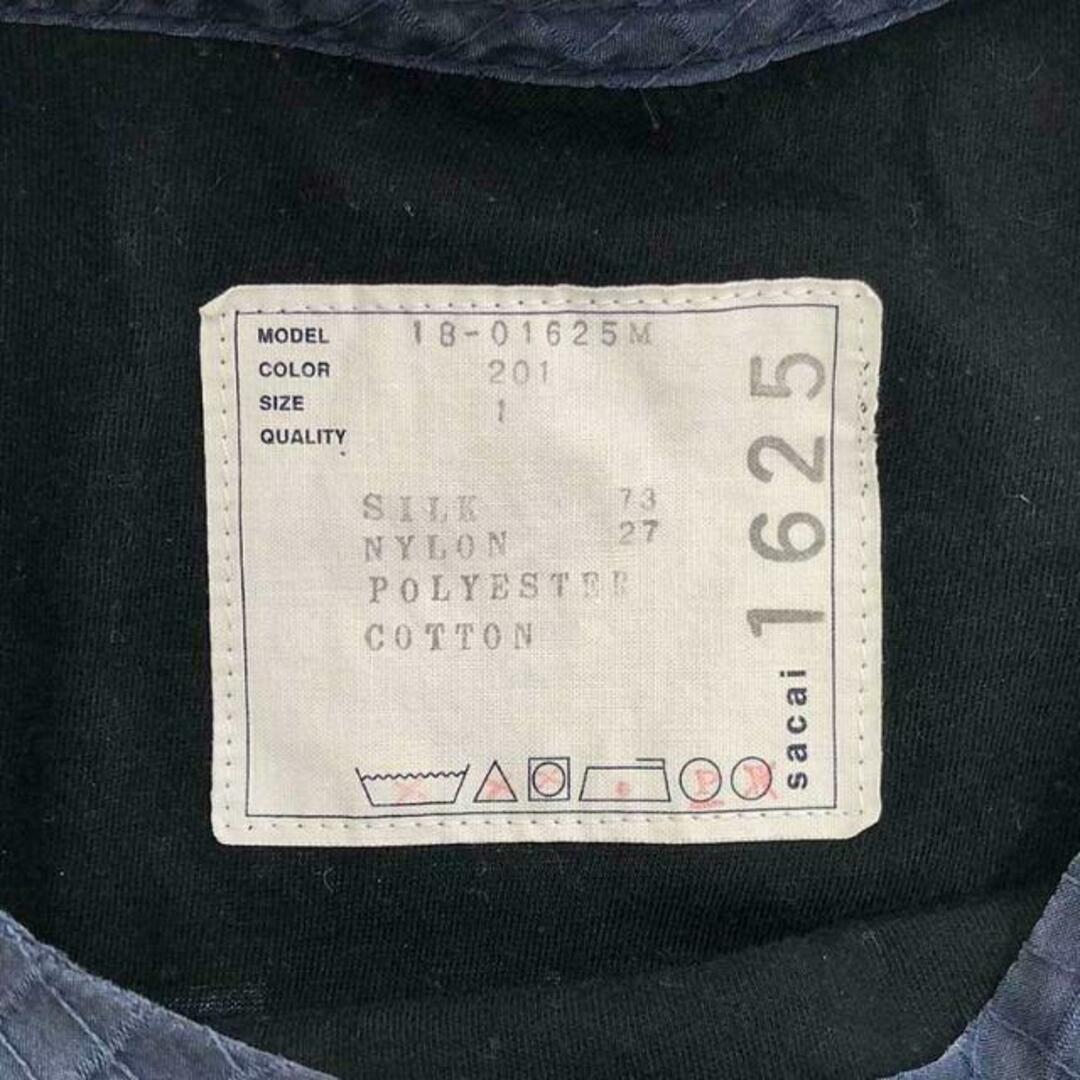 MODEL 18-01625M
COLOR 201
SIZE 1
QUALITY
SILK 73
NYLON 27
POLYESTER
COTTON
P
sacai 1625